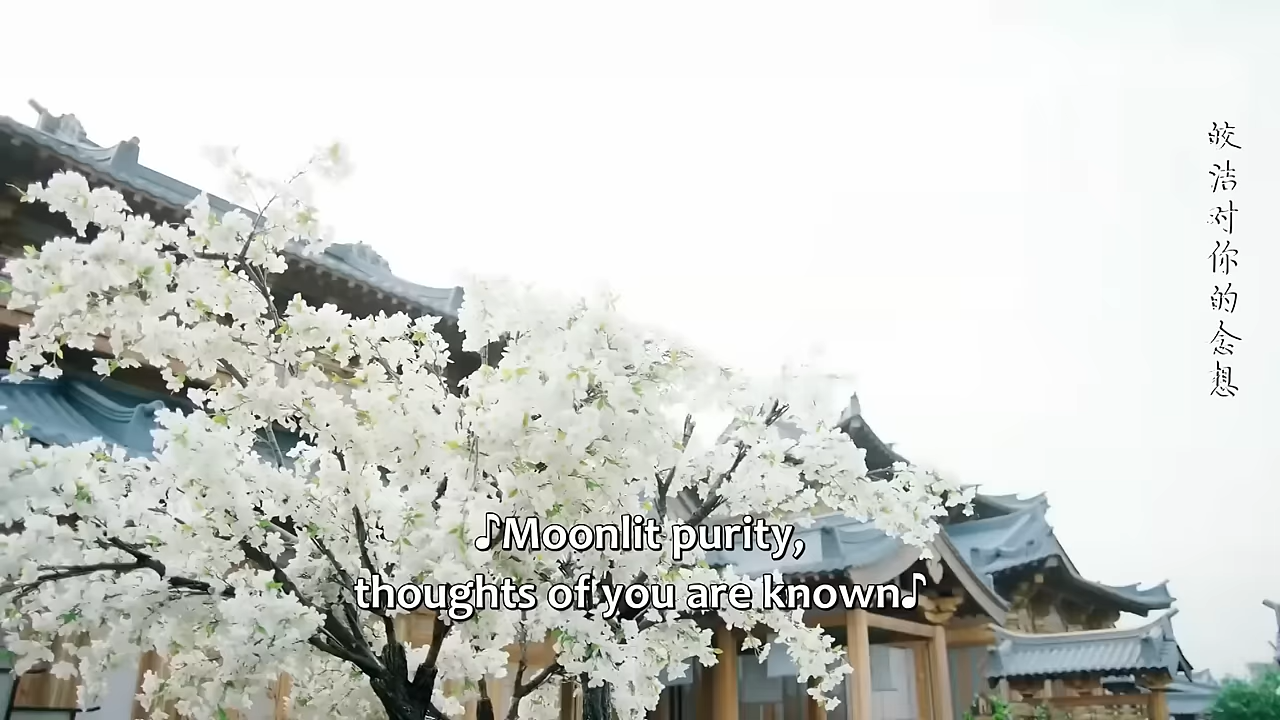 皎洁对你的念想
♪Moonlit purity,
thoughts of you are known♪